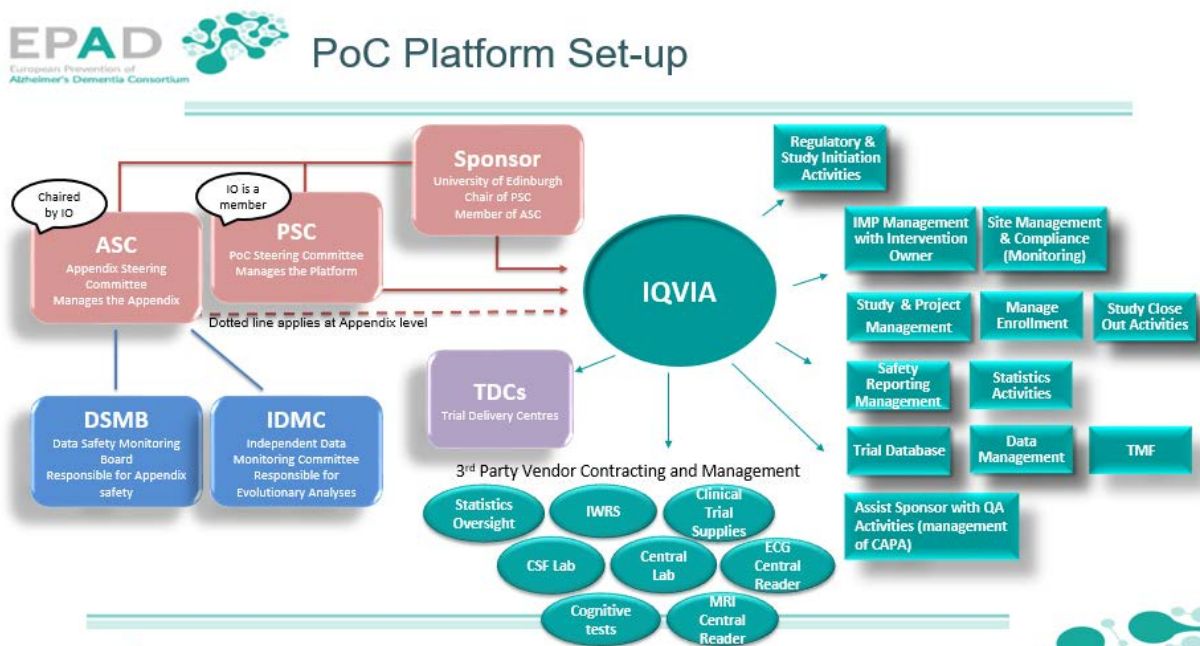 EPAD
European Prevention of
Alzheimer's Dementia Consortium
PoC Platform Set-up
Chaired
by IO
IO is a
member
Sponsor
University of Edinburgh
Chair of PSC
Member of ASC
ASC
Appendix Steering
Committee
Manages the Appendix
PSC
PoC Steering Committee
Manages the Platform
Dotted line applies at Appendix level
DSMB
Data Safety Monitoring
Board
Responsible for Appendix
safety
IDMC
Independent Data
Monitoring Committee
Responsible for
Evolutionary Analyses
IQVIA
TDCs
Trial Delivery Centres
3rd Party Vendor Contracting and Management
Statistics
Oversight
IWRS
Clinical
Trial
Supplies
CSF Lab
Central
Lab
ECG
Central
Reader
Cognitive
tests
MRI
Central
Reader
Regulatory &
Study Initiation
Activities
IMP Management
with Intervention
Owner
Site Management
& Compliance
(Monitoring)
Study & Project
Management
Manage
Enrollment
Study Close
Out Activities
Safety
Reporting
Management
Statistics
Activities
Trial Database
Data
Management
TMF
Assist Sponsor with QA
Activities (management
of CAPA)